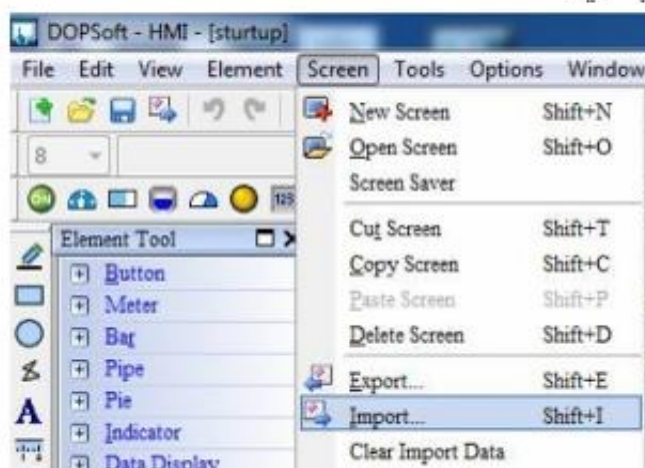 DOPSoft - HMI - [sturtup]
File Edit View Element Screen Tools Options Window
8
ON 123
Element Tool
Button
Meter
Bar
Pipe
Pie
Indicator
Data Display
A
New Screen Shift+N
Open Screen Shift+O
Screen Saver
Cut Screen Shift+T
Copy Screen Shift+C
Paste Screen Shift+P
Delete Screen Shift+D
Export... Shift+E
Import... Shift+I
Clear Import Data